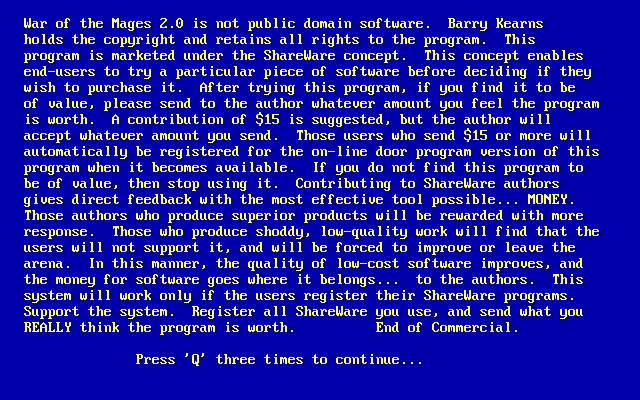 War of the Mages 2.0 is not public domain software.  Barry Kearns
holds the copyright and retains all rights to the program.  This
program is marketed under the ShareWare concept.  This concept enables
end-users to try a particular piece of software before deciding if they
wish to purchase it.  After trying this program, if you find it to be
of value, please send to the author whatever amount you feel the program
is worth.  A contribution of $15 is suggested, but the author will
accept whatever amount you send.  Those users who send $15 or more will
automatically be registered for the on-line door program version of this
program when it becomes available.  If you do not find this program to
be of value, then stop using it.  Contributing to ShareWare authors
gives direct feedback with the most effective tool possible... MONEY.
Those authors who produce superior products will be rewarded with more
response.  Those who produce shoddy, low-quality work will find that the
users will not support it, and will be forced to improve or leave the
arena.  In this manner, the quality of low-cost software improves, and
the money for software goes where it belongs...  to the authors.  This
system will work only if the users register their ShareWare programs.
Support the system.  Register all ShareWare you use, and send what you
REALLY think the program is worth.          End of Commercial.
Press 'Q' three times to continue...